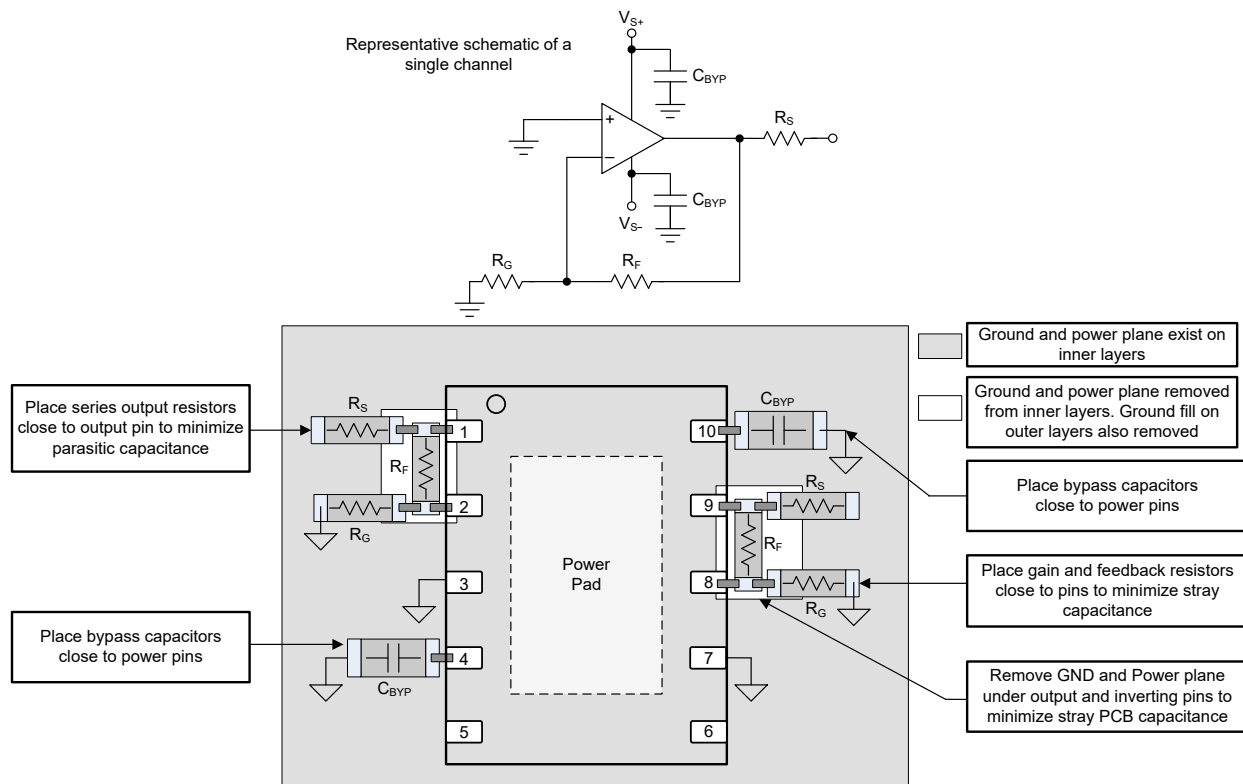 Representative schematic of a
single channel
VS+
CBYP
RS
+
−
CBYP
VS−
RG
RF
Ground and power plane exist on
inner layers
Ground and power plane removed
from inner layers. Ground fill on
outer layers also removed
Place series output resistors
close to output pin to minimize
parasitic capacitance
RS
1
RF
2
RG
3
Place bypass capacitors
close to power pins
4
CBYP
5
Power
Pad
CBYP
10
Place bypass capacitors
close to power pins
RS
9
RF
8
RG
Place gain and feedback resistors
close to pins to minimize stray
capacitance
7
Remove GND and Power plane
under output and inverting pins to
minimize stray PCB capacitance
6